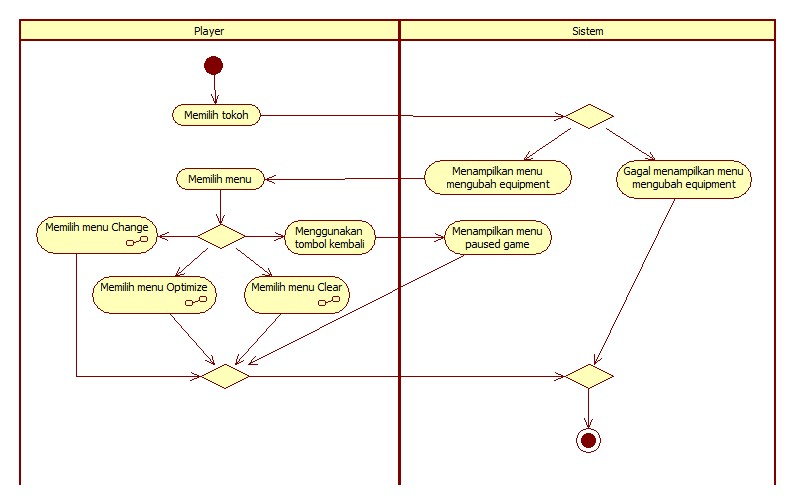 Player
Sistem
Memilih tokoh
Menampilkan menu
mengubah equipment
Gagal menampilkan menu
mengubah equipment
Memilih menu
Memilih menu Change
Menggunakan
tombol kembali
Menampilkan menu
paused game
Memilih menu Optimize
Memilih menu Clear